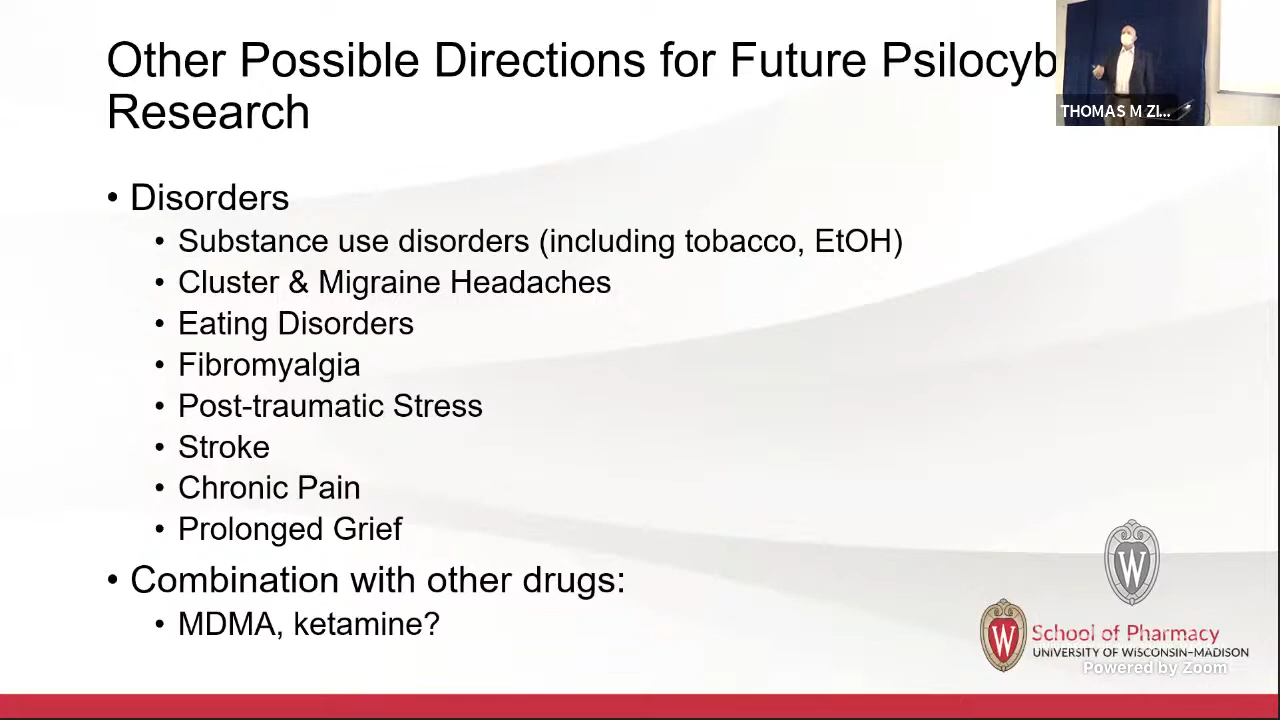 Other Possible Directions for Future Psilocyb
Research
THOMAS M ZI...
• Disorders
• Substance use disorders (including tobacco, EtOH)
• Cluster & Migraine Headaches
• Eating Disorders
• Fibromyalgia
• Post-traumatic Stress
• Stroke
• Chronic Pain
• Prolonged Grief
• Combination with other drugs:
• MDMA, ketamine?
W
W
School of Pharmacy
UNIVERSITY OF WISCONSIN–MADISON
Powered by Zoom